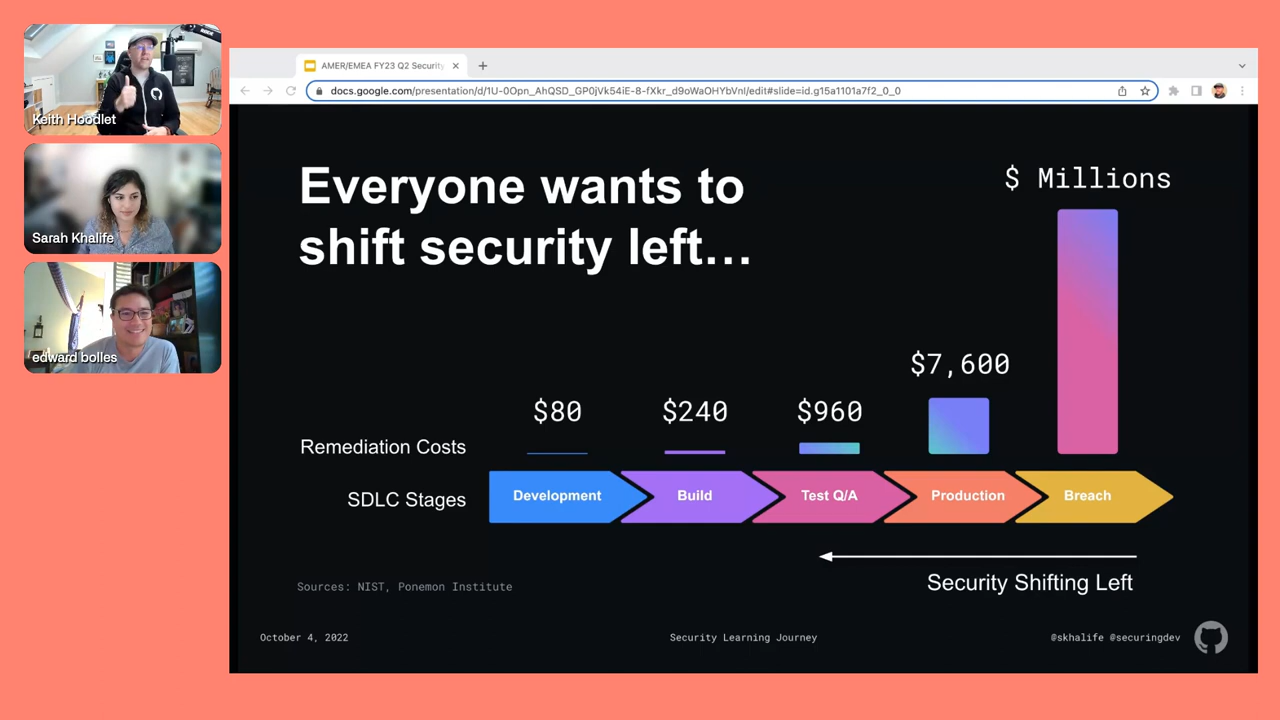 Keith Hoodlet
Sarah Khalife
edward bolles
AMER/EMEA FY23 Q2 Security
docs.google.com/presentation/d/1U-0Opn_AhQSD_GP0jVk54iE-8-fXkr_d9oWaOHYbVnI/edit#slide=id.g15a1101a7f2_0_0
Everyone wants to
shift security left…
$ Millions
$7,600
$80 $240 $960
Remediation Costs
SDLC Stages
Development Build Test Q/A Production Breach
Security Shifting Left
Sources: NIST, Ponemon Institute
October 4, 2022 Security Learning Journey @skhalife @securingdev